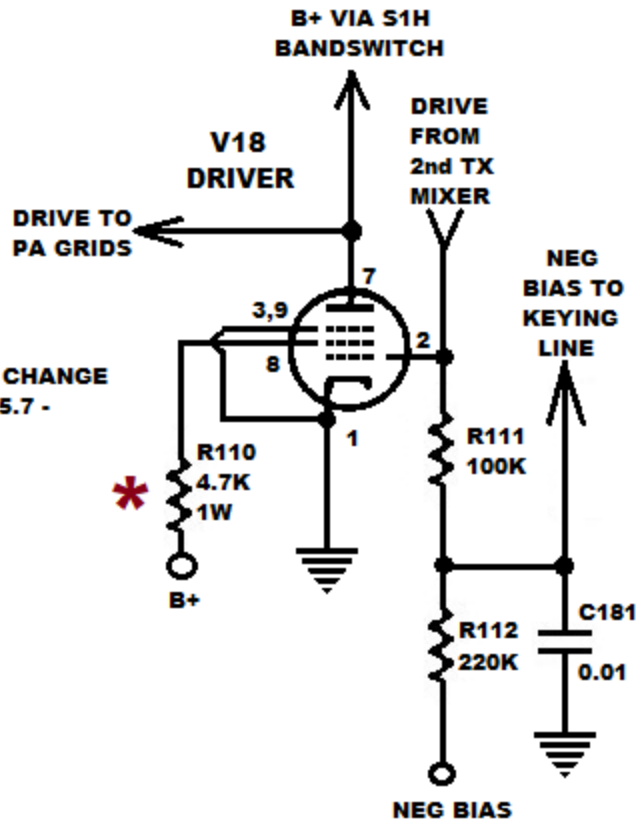 B+ VIA S1H
BANDSWITCH
DRIVE
FROM
2nd TX
MIXER
V18
DRIVER
DRIVE TO
PA GRIDS
NEG
BIAS TO
KEYING
LINE
7
3,9
2
8
1
CHANGE
5.7 -
R110
4.7K
1W
*
B+
R111
100K
R112
220K
C181
0.01
NEG BIAS